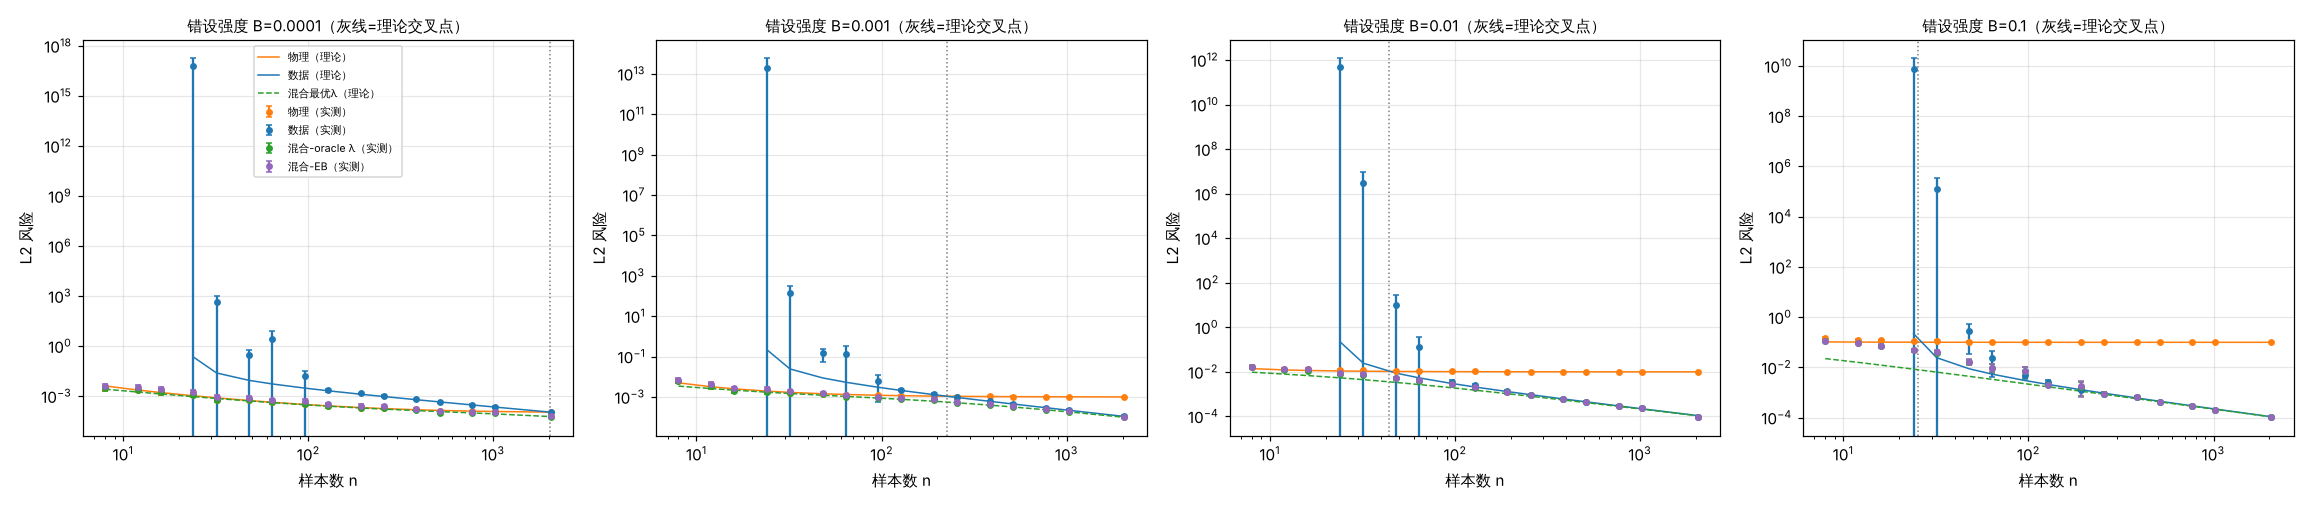 错设强度 B=0.0001（灰线=理论交叉点）
10^18
10^15
10^12
10^9
10^6
10^3
10^0
10^−3
L2 风险
物理（理论）
数据（理论）
混合最优λ（理论）
物理（实测）
数据（实测）
混合-oracle λ（实测）
混合-EB（实测）
10^1
10^2
10^3
样本数 n
错设强度 B=0.001（灰线=理论交叉点）
10^13
10^11
10^9
10^7
10^5
10^3
10^1
10^−1
10^−3
L2 风险
10^1
10^2
10^3
样本数 n
错设强度 B=0.01（灰线=理论交叉点）
10^12
10^10
10^8
10^6
10^4
10^2
10^0
10^−2
10^−4
L2 风险
10^1
10^2
10^3
样本数 n
错设强度 B=0.1（灰线=理论交叉点）
10^10
10^8
10^6
10^4
10^2
10^0
10^−2
10^−4
L2 风险
10^1
10^2
10^3
样本数 n